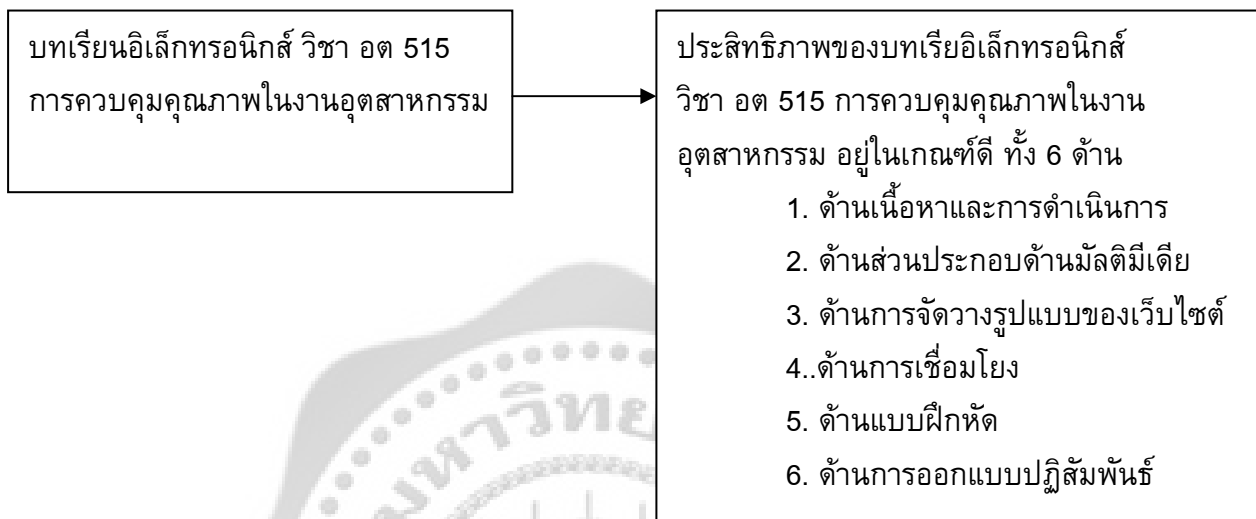 บทเรียนอิเล็กทรอนิกส์ วิชา อต 515
การควบคุมคุณภาพในงานอุตสาหกรรม
ประสิทธิภาพของบทเรียอิเล็กทรอนิกส์
วิชา อต 515 การควบคุมคุณภาพในงาน
อุตสาหกรรม อยู่ในเกณฑ์ดี ทั้ง 6 ด้าน
1. ด้านเนื้อหาและการดำเนินการ
2. ด้านส่วนประกอบด้านมัลติมีเดีย
3. ด้านการจัดวางรูปแบบของเว็บไซต์
4..ด้านการเชื่อมโยง
5. ด้านแบบฝึกหัด
6. ด้านการออกแบบปฏิสัมพันธ์